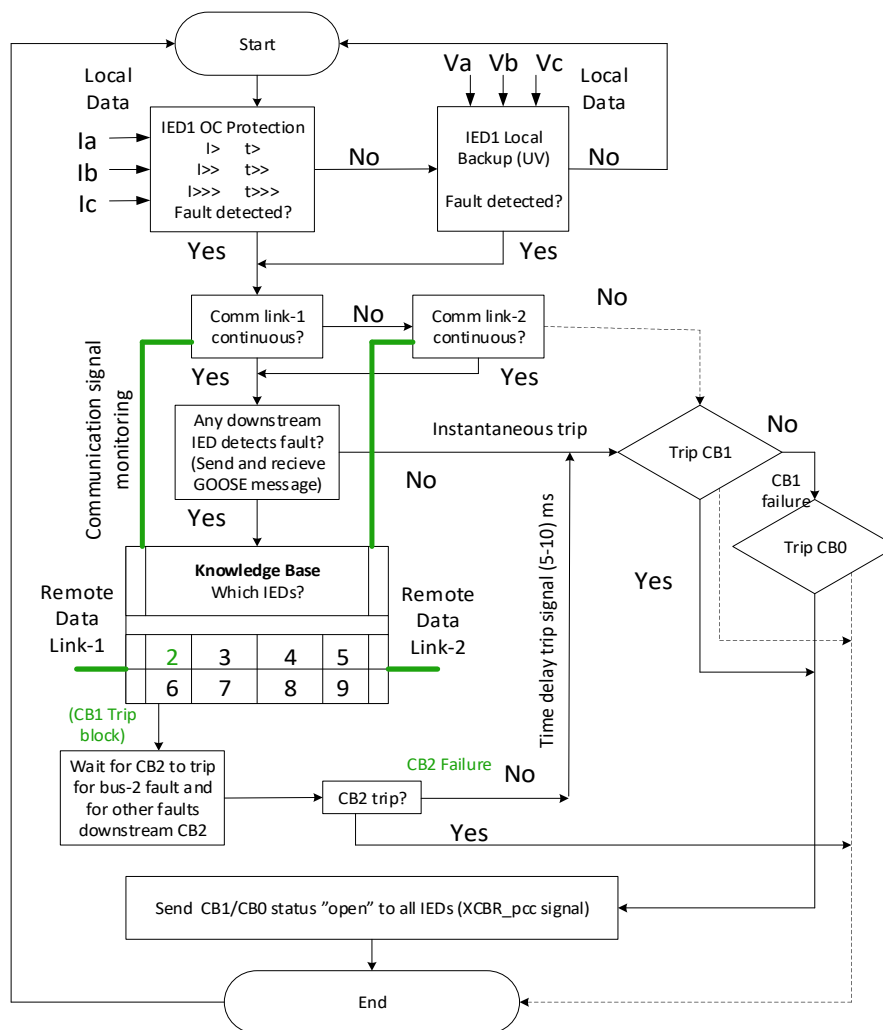 Start
Local
Data
Va Vb Vc
Local
Data
Ia
Ib
Ic
IED1 OC Protection
I> t>
I>> t>>
I>>> t>>>
Fault detected?
No
IED1 Local
Backup (UV)
Fault detected?
No
Yes
Yes
Comm link-1
continuous?
No
Comm link-2
continuous?
No
Yes
Yes
Communication signal
monitoring
Any downstream
IED detects fault?
(Send and recieve
GOOSE message)
Instantaneous trip
No
Yes
Trip CB1
No
CB1
failure
Trip CB0
Yes
Time delay trip signal (5-10) ms
Knowledge Base
Which IEDs?
Remote
Data
Link-1
Remote
Data
Link-2
2 3 4 5
6 7 8 9
(CB1 Trip
block)
Wait for CB2 to trip
for bus-2 fault and
for other faults
downstream CB2
CB2 Failure
CB2 trip?
No
Yes
Send CB1/CB0 status ”open” to all IEDs (XCBR_pcc signal)
End